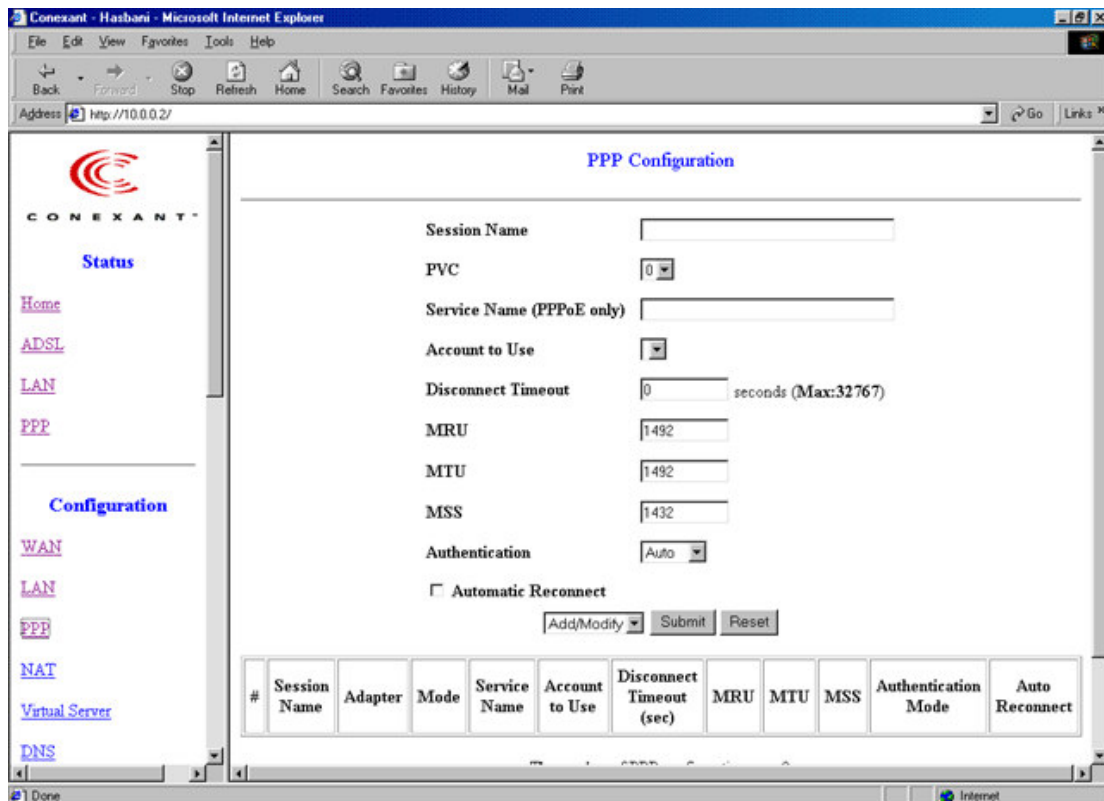 Conexant - Hasbani - Microsoft Internet Explorer
File Edit View Favorites Tools Help
Back Forward Stop Refresh Home Search Favorites History Mail Print
Address http://10.0.0.2/ Go Links »
CONEXANT™
Status
Home
ADSL
LAN
PPP
Configuration
WAN
LAN
PPP
NAT
Virtual Server
DNS
PPP Configuration
Session Name
PVC 0
Service Name (PPPoE only)
Account to Use
Disconnect Timeout 0 seconds (Max:32767)
MRU 1492
MTU 1492
MSS 1432
Authentication Auto
Automatic Reconnect
Add/Modify Submit Reset
# Session Name Adapter Mode Service Name Account to Use Disconnect Timeout (sec) MRU MTU MSS Authentication Mode Auto Reconnect
Done Internet